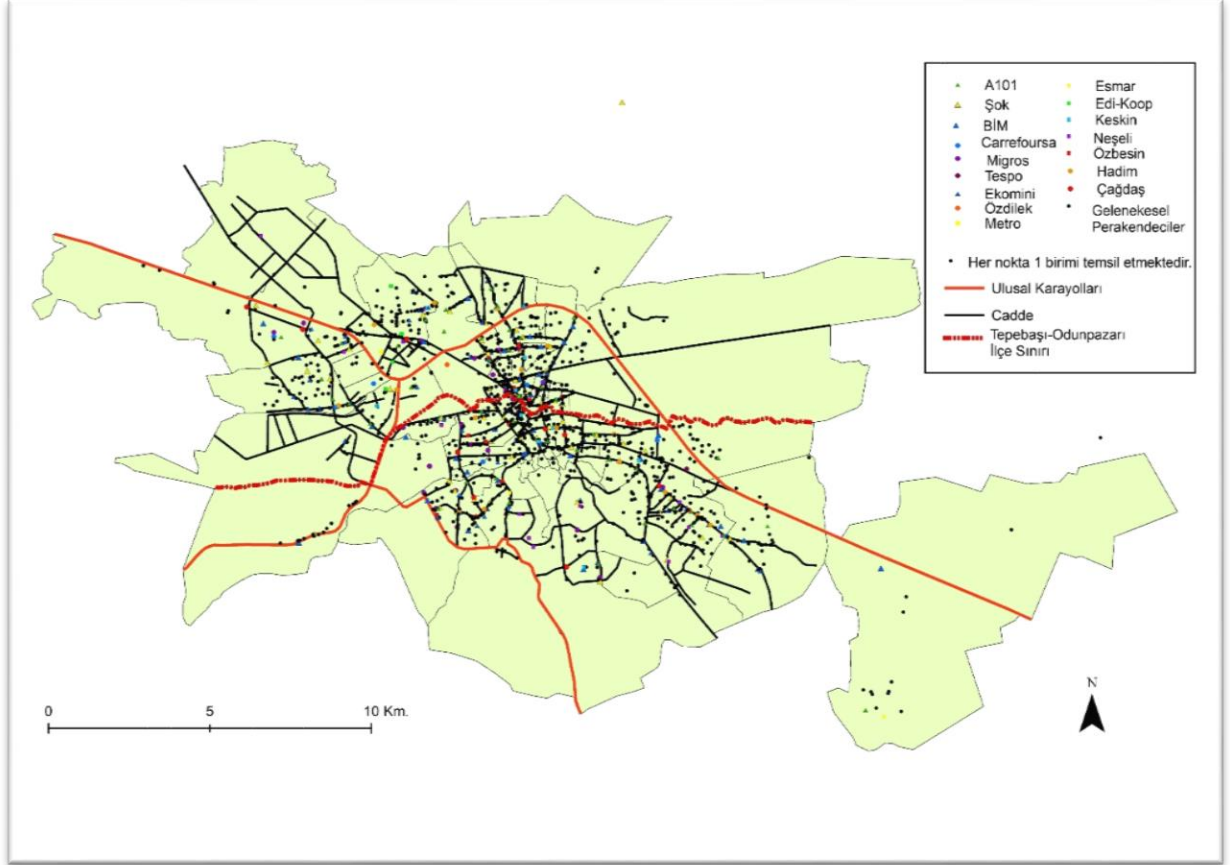 A101
Şok
BİM
Carrefoursa
Migros
Tespo
Ekomini
Özdilek
Metro
Esmar
Edi-Koop
Keskin
Neşeli
Özbesin
Hadim
Çağdaş
Gelenekesel
Perakendeciler
Her nokta 1 birimi temsil etmektedir.
Ulusal Karayolları
Cadde
Tepebaşı-Odunpazarı
İlçe Sınırı
0 5 10 Km.
N